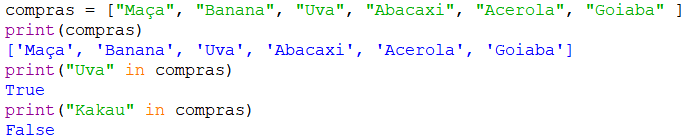 compras = ["Maça", "Banana", "Uva", "Abacaxi", "Acerola", "Goiaba" ]
print(compras)
['Maça', 'Banana', 'Uva', 'Abacaxi', 'Acerola', 'Goiaba']
print("Uva" in compras)
True
print("Kakau" in compras)
False